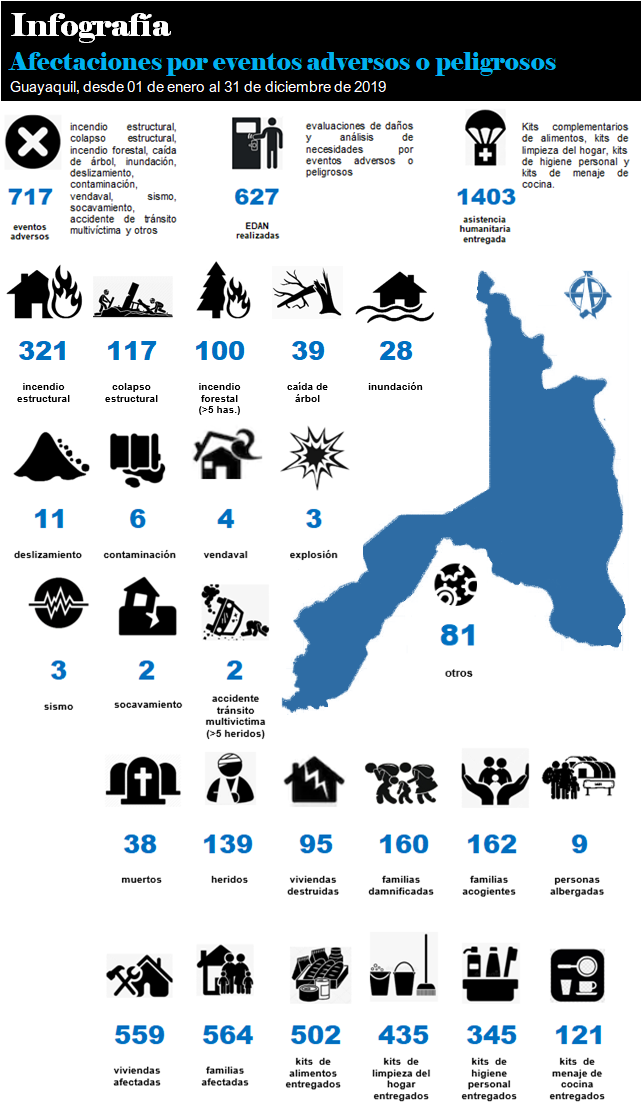 Infografía
Afectaciones por eventos adversos o peligrosos
Guayaquil, desde 01 de enero al 31 de diciembre de 2019
717
eventos
adversos
incendio estructural,
colapso estructural,
incendio forestal, caída
de árbol, inundación,
deslizamiento,
contaminación,
vendaval, sismo,
socavamiento,
accidente de tránsito
multivíctima y otros
627
EDAN
realizadas
evaluaciones de daños
y análisis de
necesidades por
eventos adversos o
peligrosos
1403
asistencia
humanitaria
entregada
Kits complementarios
de alimentos, kits de
limpieza del hogar, kits
de higiene personal y
kits de menaje de
cocina.
321
incendio
estructural
117
colapso
estructural
100
incendio
forestal
(>5 has.)
39
caída de
árbol
28
inundación
11
deslizamiento
6
contaminación
4
vendaval
3
explosión
3
sismo
2
socavamiento
2
accidente
tránsito
multivictima
(>5 heridos)
81
otros
38
muertos
139
heridos
95
viviendas
destruidas
160
familias
damnificadas
162
familias
acogientes
9
personas
albergadas
559
viviendas
afectadas
564
familias
afectadas
502
kits de
alimentos
entregados
435
kits de
limpieza del
hogar
entregados
345
kits de
higiene
personal
entregados
121
kits de
menaje de
cocina
entregados